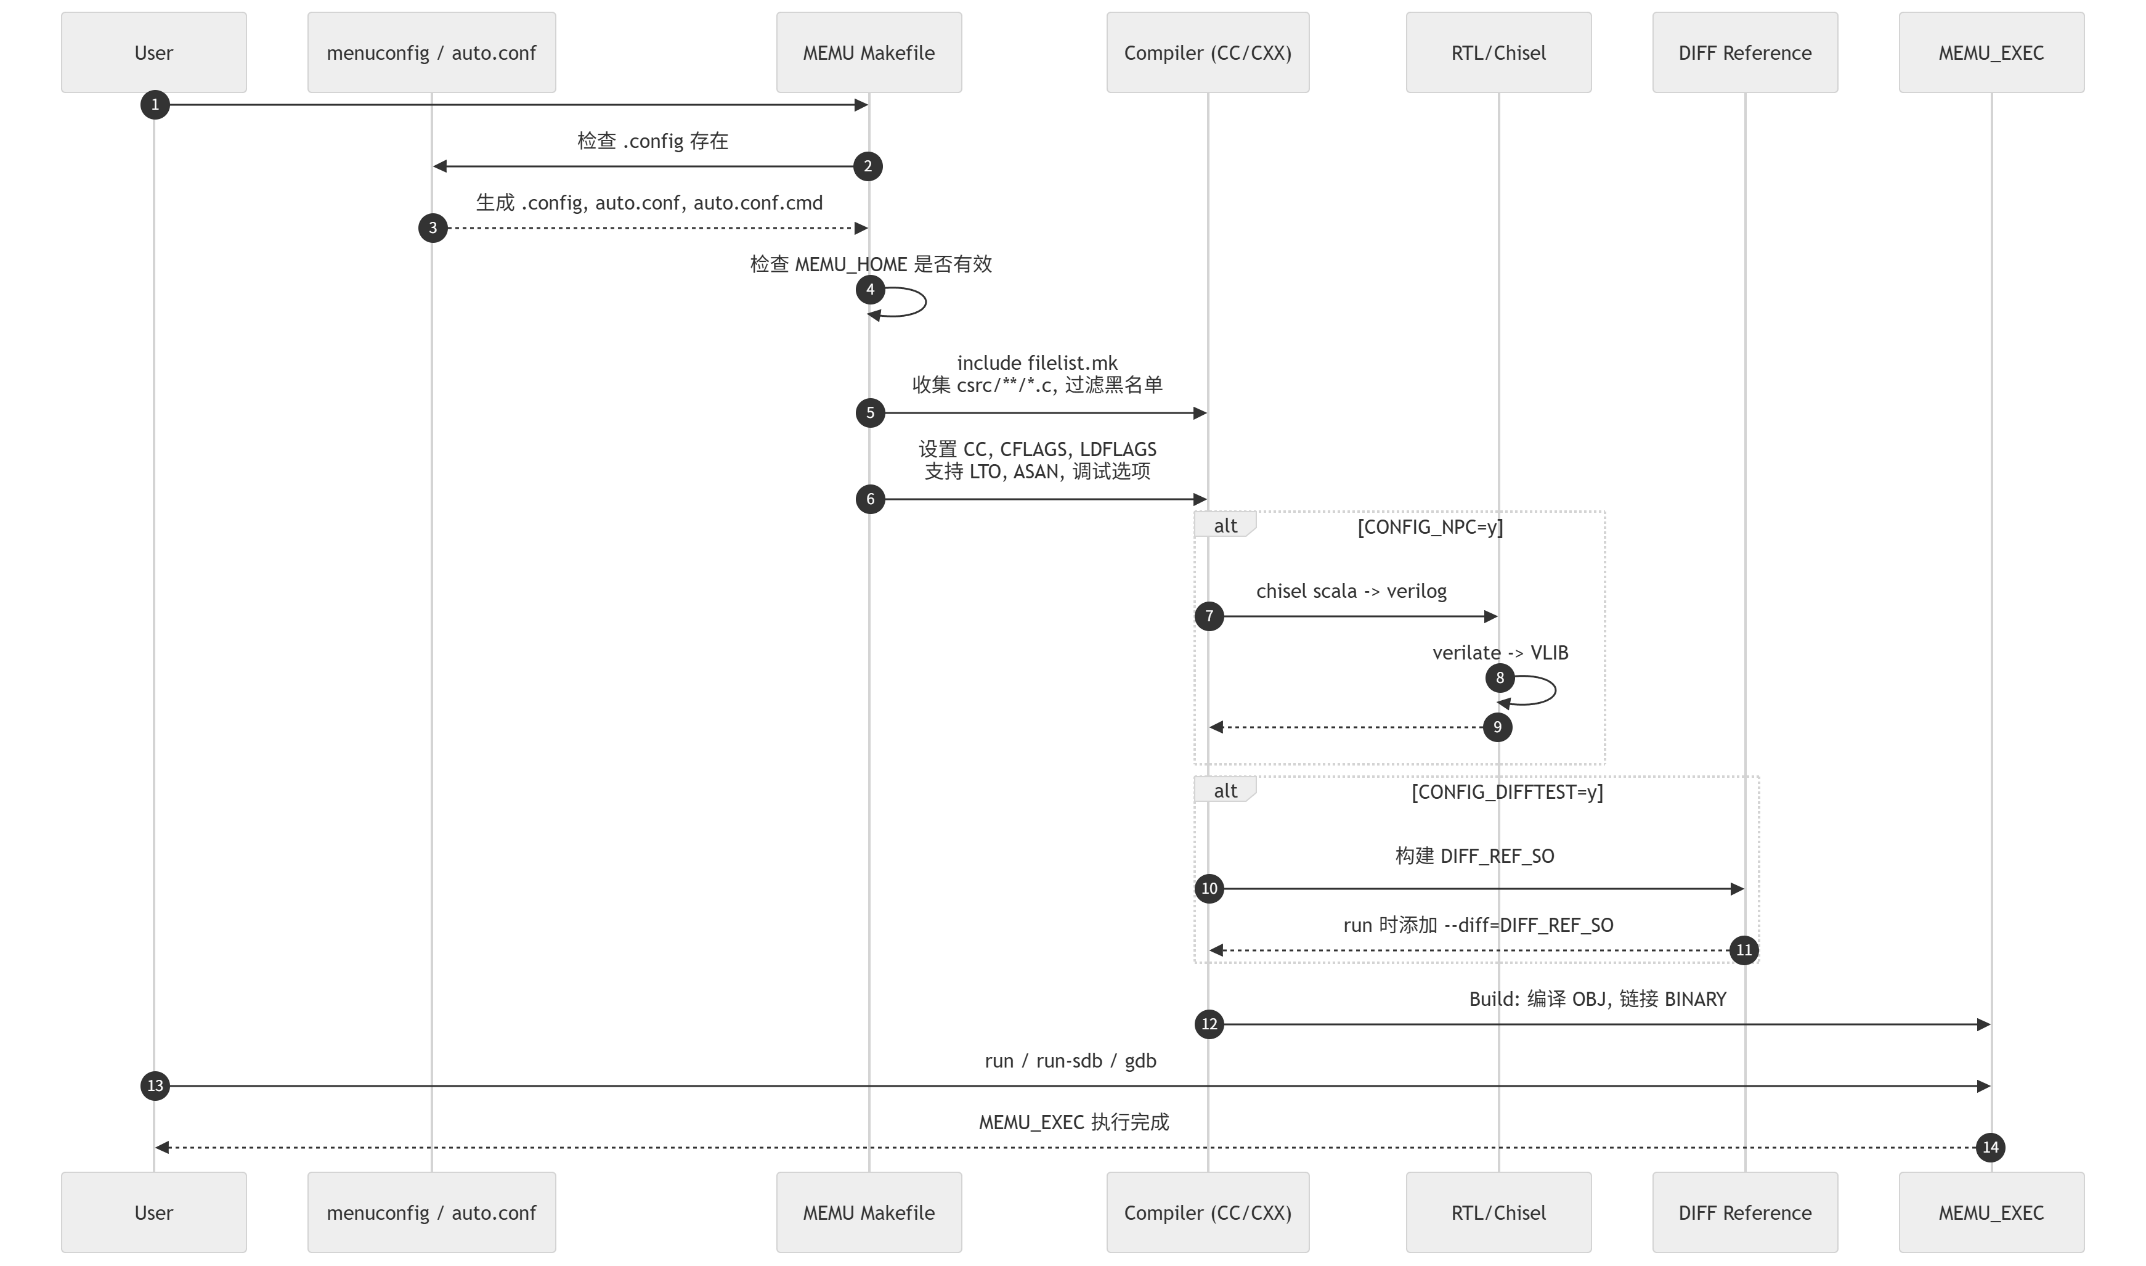 User
menuconfig / auto.conf
MEMU Makefile
Compiler (CC/CXX)
RTL/Chisel
DIFF Reference
MEMU_EXEC
1
检查 .config 存在
2
生成 .config, auto.conf, auto.conf.cmd
3
检查 MEMU_HOME 是否有效
4
include filelist.mk
收集 csrc/**/*.c, 过滤黑名单
5
设置 CC, CFLAGS, LDFLAGS
支持 LTO, ASAN, 调试选项
6
alt
[CONFIG_NPC=y]
chisel scala -> verilog
7
verilate -> VLIB
8
9
alt
[CONFIG_DIFFTEST=y]
构建 DIFF_REF_SO
10
run 时添加 --diff=DIFF_REF_SO
11
Build: 编译 OBJ, 链接 BINARY
12
run / run-sdb / gdb
13
MEMU_EXEC 执行完成
14
User
menuconfig / auto.conf
MEMU Makefile
Compiler (CC/CXX)
RTL/Chisel
DIFF Reference
MEMU_EXEC